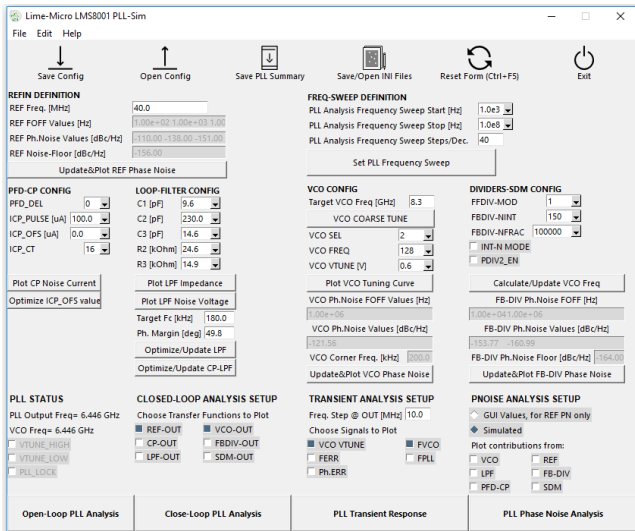 Lime-Micro LMS8001 PLL-Sim
File Edit Help
Save Config
Open Config
Save PLL Summary
Save/Open INI Files
Reset Form (Ctrl+F5)
Exit
REFIN DEFINITION
REF Freq. [MHz] 40.0
REF FOFF Values [Hz] 1.00e+02 1.00e+03 1.00
REF Ph.Noise Values [dBc/Hz] -110.00 -138.00 -151.00
REF Noise-Floor [dBc/Hz] -156.00
Update&Plot REF Phase Noise
FREQ-SWEEP DEFINITION
PLL Analysis Frequency Sweep Start [Hz] 1.0e3
PLL Analysis Frequency Sweep Stop [Hz] 1.0e8
PLL Analysis Frequency Sweep Steps/Dec. 40
Set PLL Frequency Sweep
PFD-CP CONFIG
PFD_DEL 0
ICP_PULSE [uA] 100.0
ICP_OFS [uA] 0.0
ICP_CT 16
Plot CP Noise Current
Optimize ICP_OFS value
LOOP-FILTER CONFIG
C1 [pF] 9.6
C2 [pF] 230.0
C3 [pF] 14.6
R2 [kOhm] 24.6
R3 [kOhm] 14.9
Plot LPF Impedance
Plot LPF Noise Voltage
Target Fc [kHz] 180.0
Ph. Margin [deg] 49.8
Optimize/Update LPF
Optimize/Update CP-LPF
VCO CONFIG
Target VCO Freq [GHz] 8.3
VCO COARSE TUNE
VCO SEL 2
VCO FREQ 128
VCO VTUNE [V] 0.6
Plot VCO Tuning Curve
VCO Ph.Noise FOFF Values [Hz]
1.00e+06
VCO Ph.Noise Values [dBc/Hz]
-121.56
VCO Corner Freq. [kHz] 200.0
Update&Plot VCO Phase Noise
DIVIDERS-SDM CONFIG
FFDIV-MOD 1
FBDIV-NINT 150
FBDIV-NFRAC 100000
INT-N MODE
PDIV2_EN
Calculate/Update VCO Freq
FB-DIV Ph.Noise FOFF [Hz]
1.00e+041.00e+06
FB-DIV Ph.Noise Values [dBc/Hz]
-153.77 -160.99
FB-DIV Ph.Noise Floor [dBc/Hz] -164.00
Update&Plot FB-DIV Phase Noise
PLL STATUS
PLL Output Freq= 6.446 GHz
VCO Freq= 6.446 GHz
VTUNE_HIGH
VTUNE_LOW
PLL_LOCK
CLOSED-LOOP ANALYSIS SETUP
Choose Transfer Functions to Plot
REF-OUT VCO-OUT
CP-OUT FBDIV-OUT
LPF-OUT SDM-OUT
TRANSIENT ANALYSIS SETUP
Freq. Step @ OUT [MHz] 10.0
Choose Signals to Plot
VCO VTUNE FVCO
FERR FPLL
Ph.ERR
PNOISE ANALYSIS SETUP
GUI Values, for REF PN only
Simulated
Plot contributions from:
VCO REF
LPF FB-DIV
PFD-CP SDM
Open-Loop PLL Analysis
Close-Loop PLL Analysis
PLL Transient Response
PLL Phase Noise Analysis